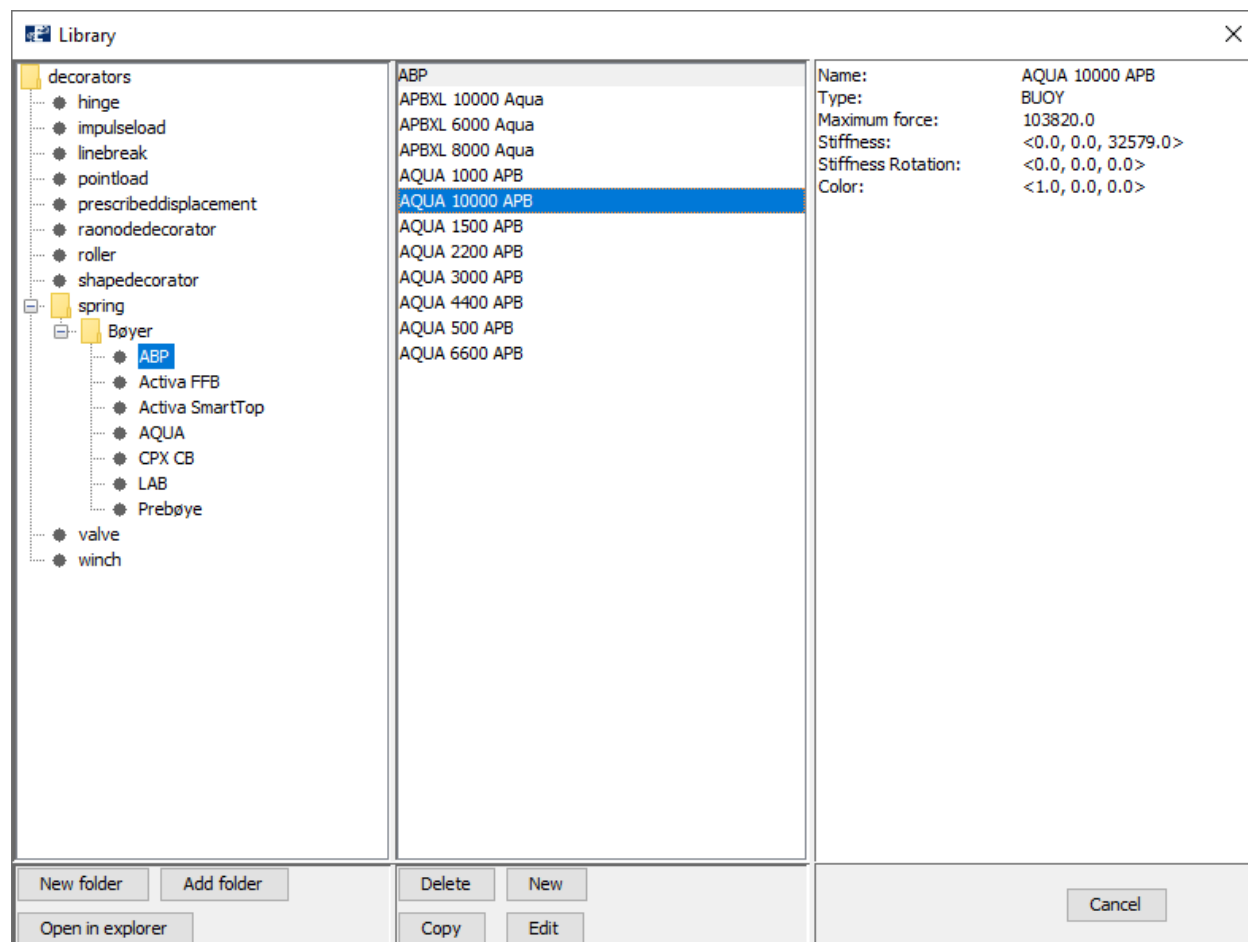 Library
decorators
hinge
impulseload
linebreak
pointload
prescribeddisplacement
raonodedecorator
roller
shapedecorator
spring
Bøyer
ABP
Activa FFB
Activa SmartTop
AQUA
CPX CB
LAB
Prebøye
valve
winch
New folder Add folder
Open in explorer
ABP
APBXL 10000 Aqua
APBXL 6000 Aqua
APBXL 8000 Aqua
AQUA 1000 APB
AQUA 10000 APB
AQUA 1500 APB
AQUA 2200 APB
AQUA 3000 APB
AQUA 4400 APB
AQUA 500 APB
AQUA 6600 APB
Delete New
Copy Edit
Name: AQUA 10000 APB
Type: BUOY
Maximum force: 103820.0
Stiffness: <0.0, 0.0, 32579.0>
Stiffness Rotation: <0.0, 0.0, 0.0>
Color: <1.0, 0.0, 0.0>
Cancel